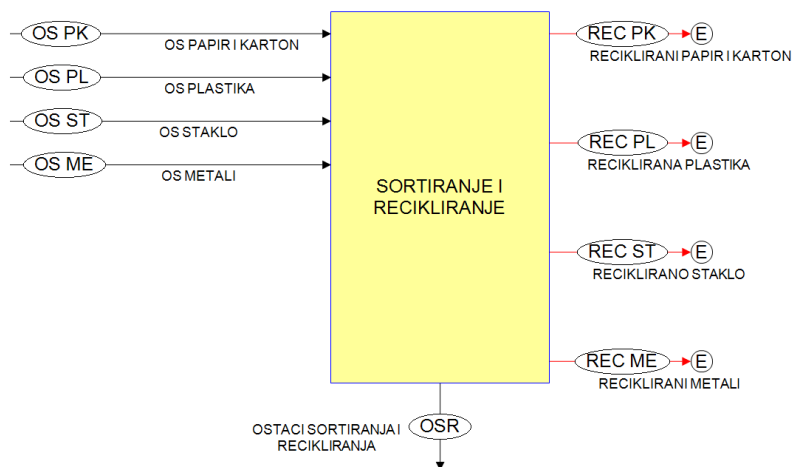 OS PK
OS PAPIR I KARTON
OS PL
OS PLASTIKA
OS ST
OS STAKLO
OS ME
OS METALI
SORTIRANJE I
RECIKLIRANJE
REC PK
E
RECIKLIRANI PAPIR I KARTON
REC PL
E
RECIKLIRANA PLASTIKA
REC ST
E
RECIKLIRANO STAKLO
REC ME
E
RECIKLIRANI METALI
OSTACI SORTIRANJA I
RECIKLIRANJA
OSR